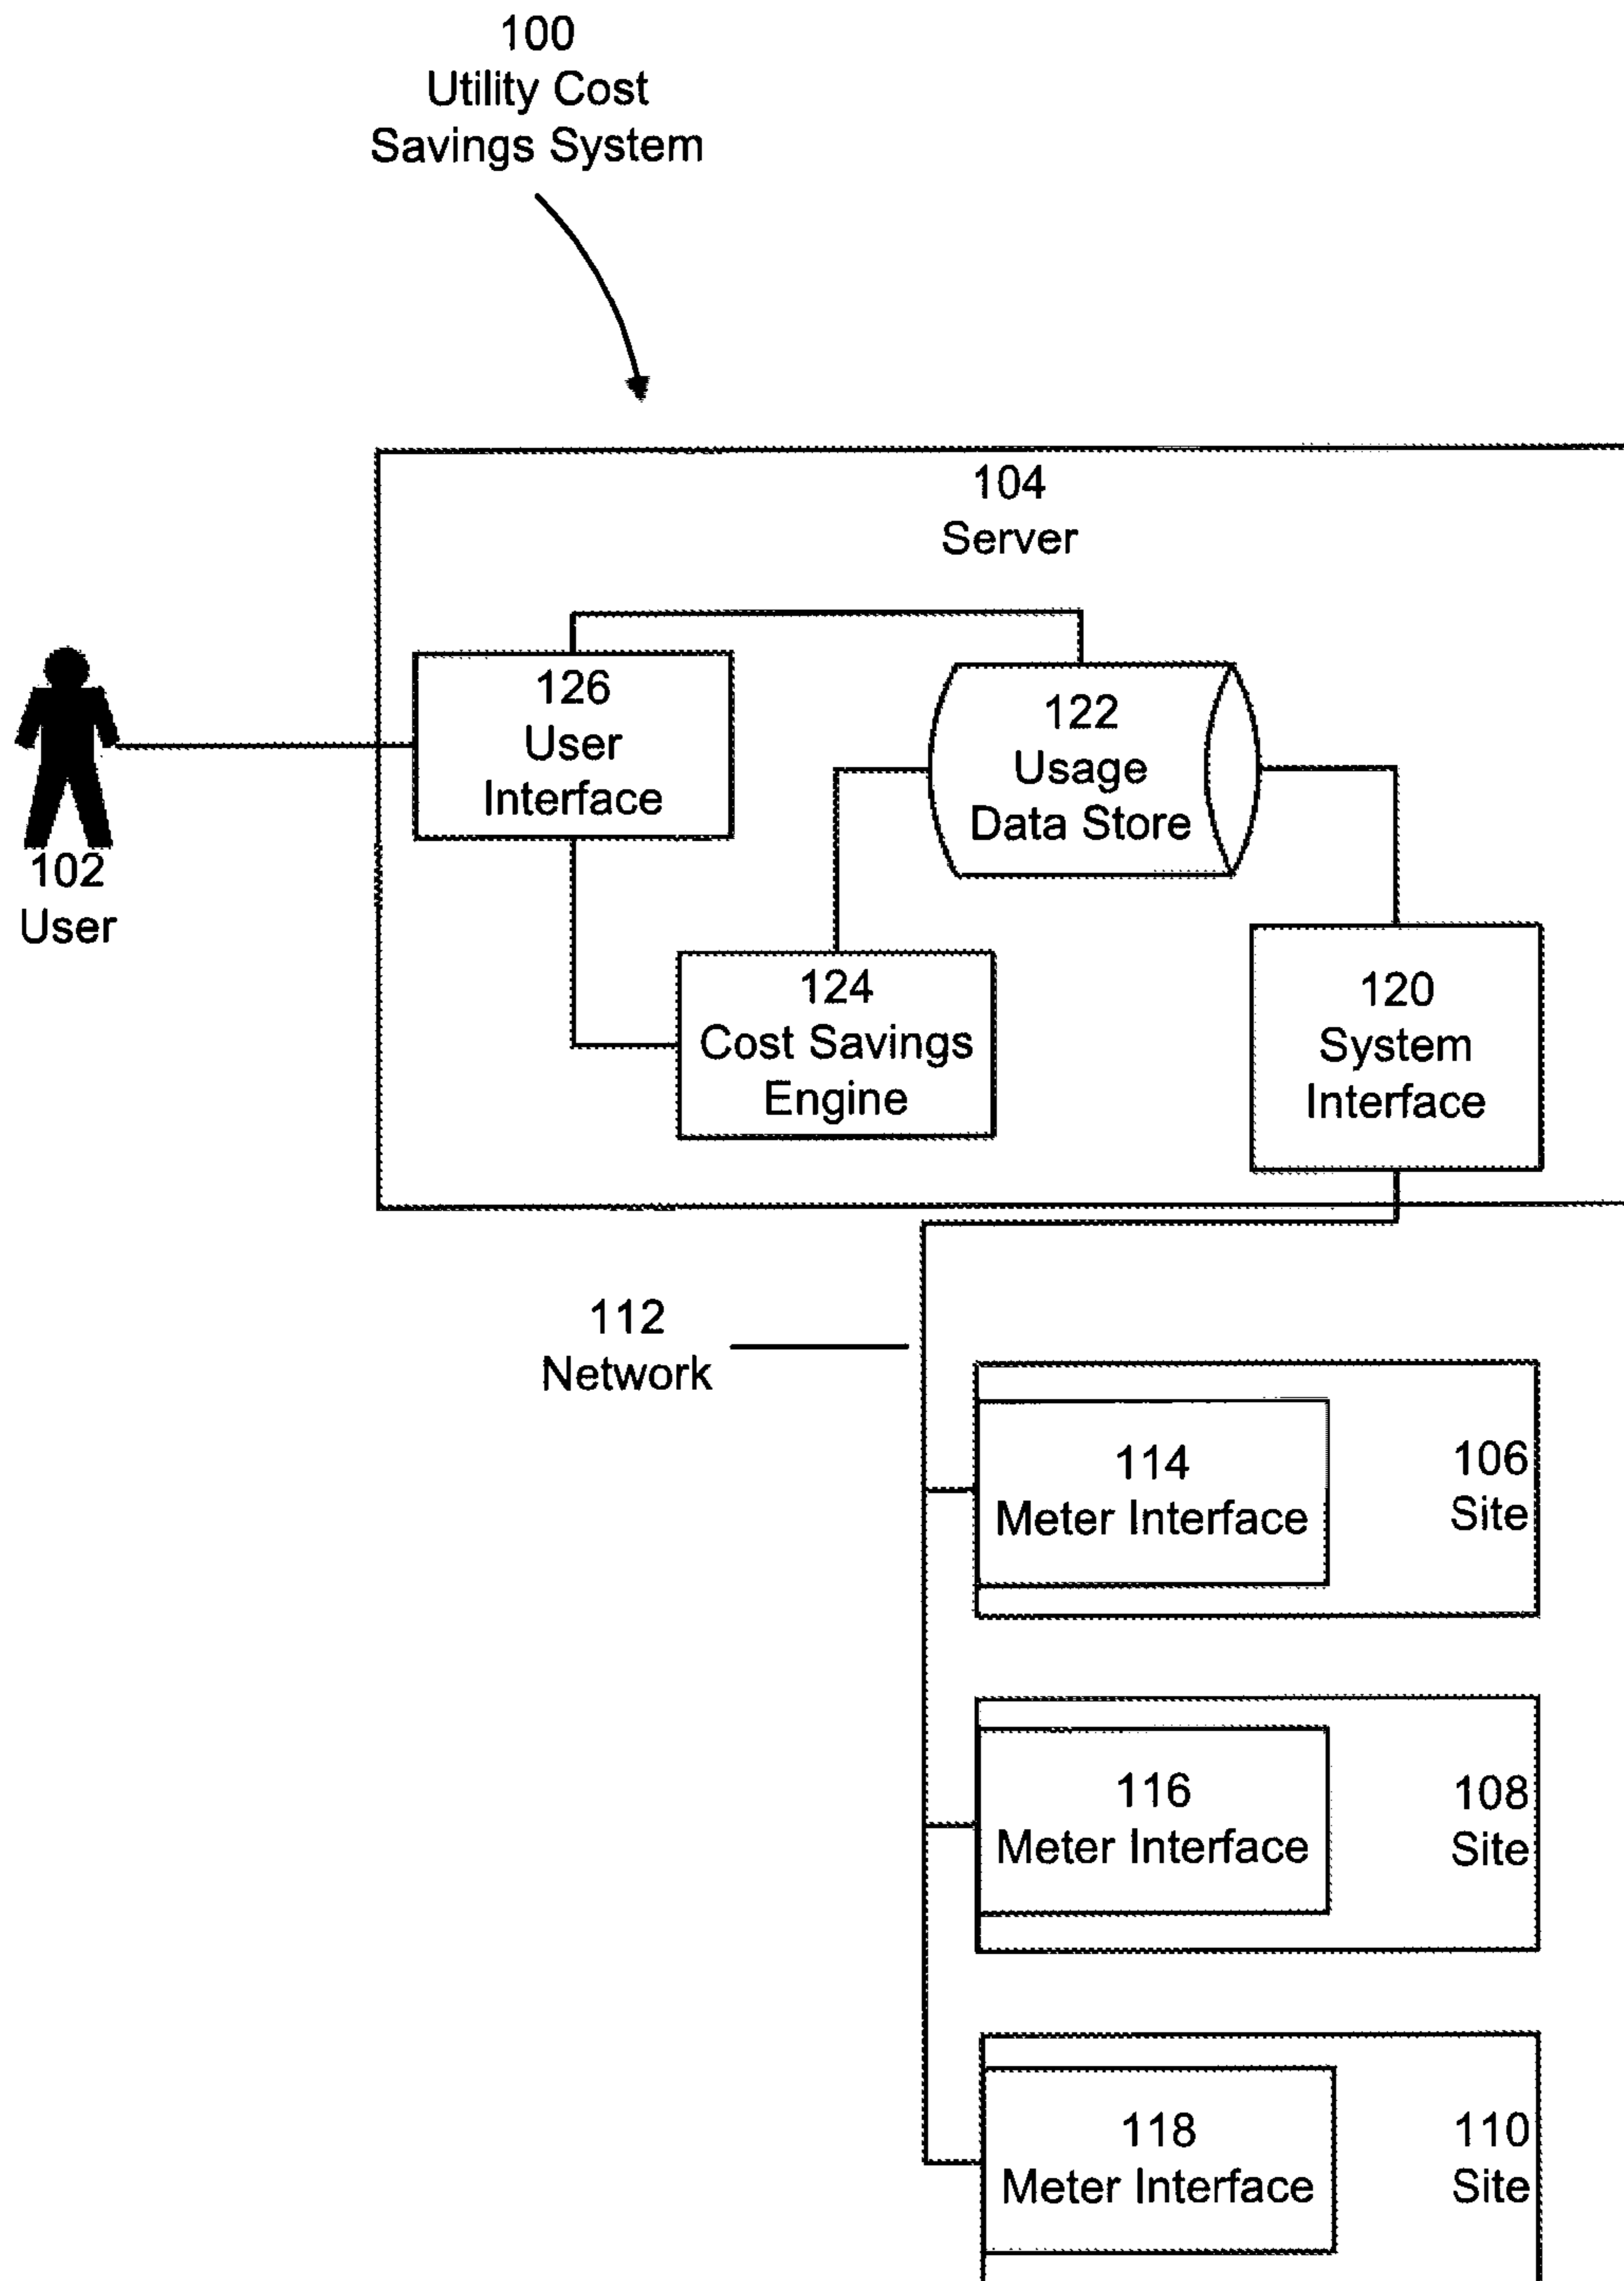 100
Utility Cost
Savings System
104
Server
126
User
Interface
122
Usage
Data Store
102
User
124
Cost Savings
Engine
120
System
Interface
112
Network
114
Meter Interface
106
Site
116
Meter Interface
108
Site
118
Meter Interface
110
Site